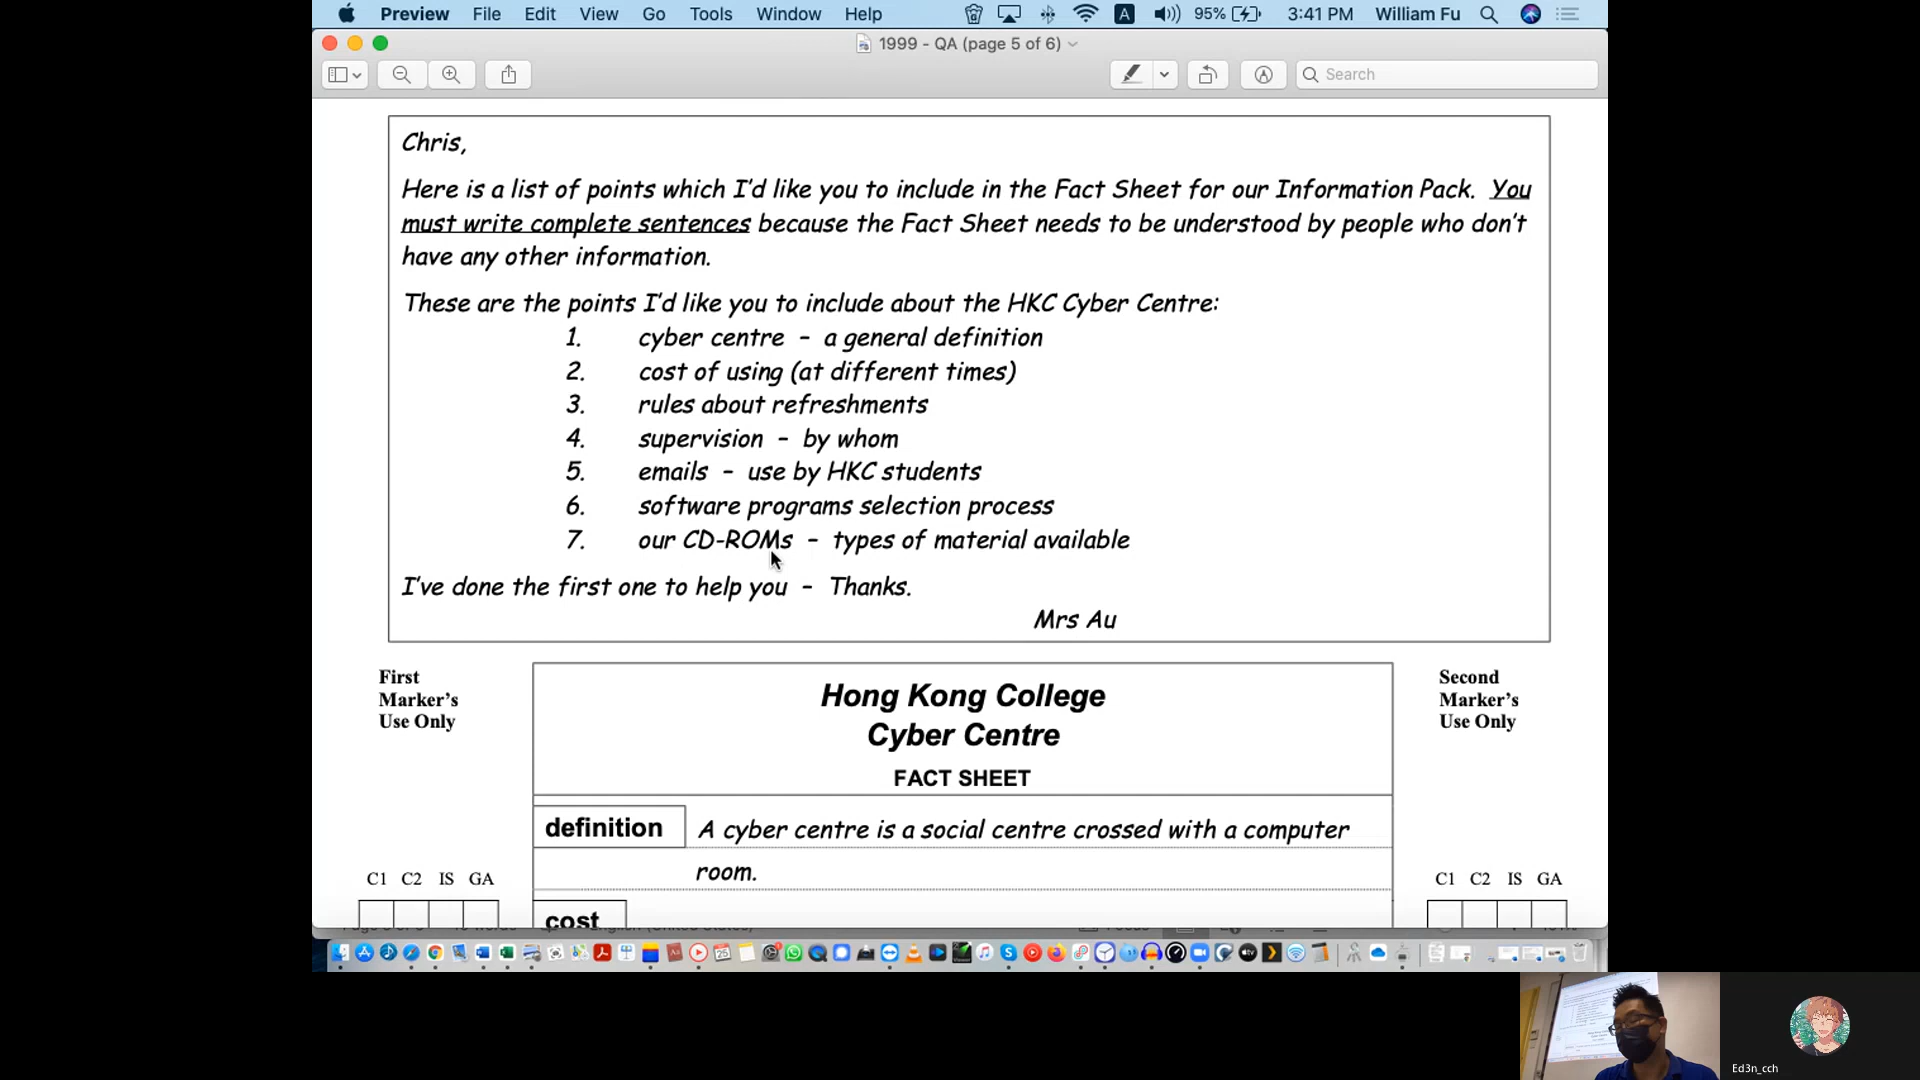 Preview File Edit View Go Tools Window Help A 95% 3:41 PM William Fu
1999 - QA (page 5 of 6)
Search
Chris,
Here is a list of points which I'd like you to include in the Fact Sheet for our Information Pack. You
must write complete sentences because the Fact Sheet needs to be understood by people who don't
have any other information.
These are the points I'd like you to include about the HKC Cyber Centre:
1. cyber centre - a general definition
2. cost of using (at different times)
3. rules about refreshments
4. supervision - by whom
5. emails - use by HKC students
6. software programs selection process
7. our CD-ROMs - types of material available
I've done the first one to help you - Thanks.
Mrs Au
First
Marker's
Use Only
Second
Marker's
Use Only
Hong Kong College
Cyber Centre
FACT SHEET
definition A cyber centre is a social centre crossed with a computer
room.
C1 C2 IS GA
C1 C2 IS GA
cost
Ed3n_cch